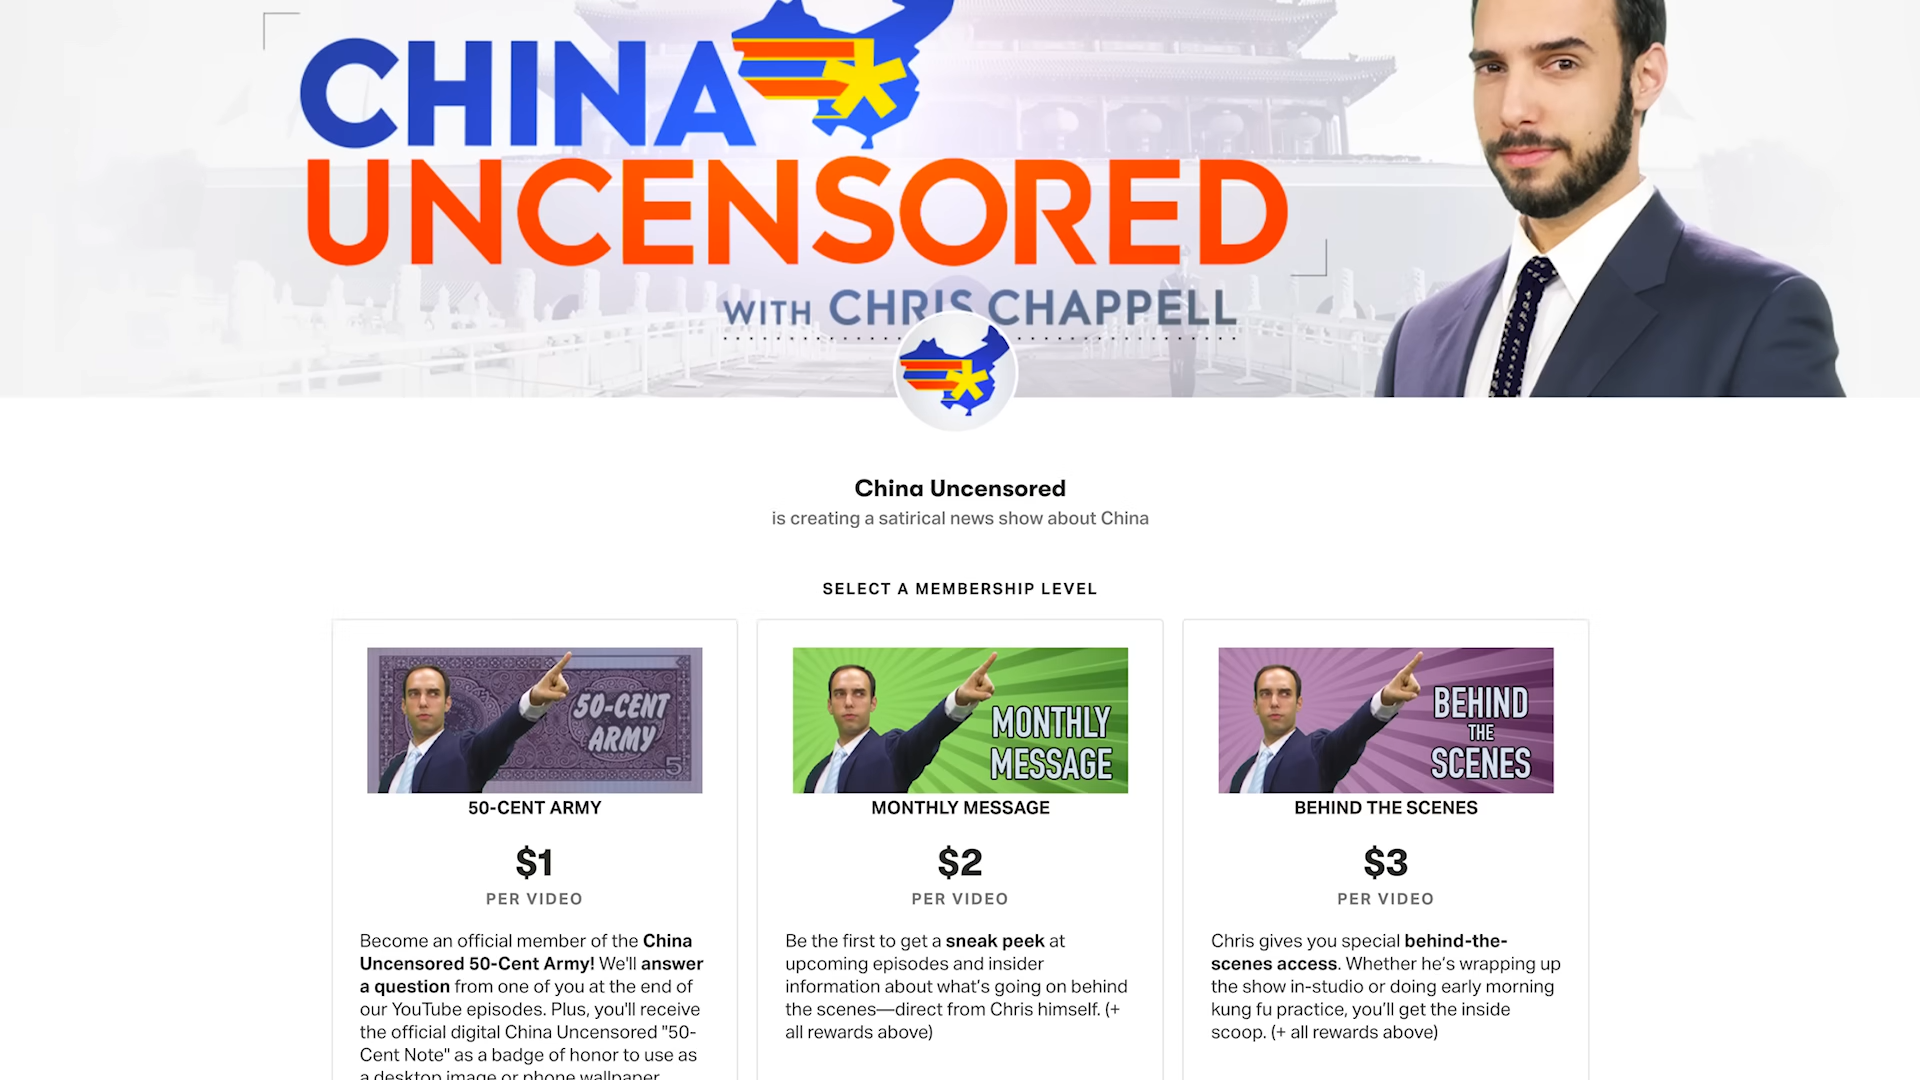 CHINA
UNCENSORED
WITH CHRIS CHAPPELL
China Uncensored
is creating a satirical news show about China
SELECT A MEMBERSHIP LEVEL
50-CENT
ARMY
5
50-CENT ARMY
$1
PER VIDEO
Become an official member of the China
Uncensored 50-Cent Army! We'll answer
a question from one of you at the end of
our YouTube episodes. Plus, you'll receive
the official digital China Uncensored "50-
Cent Note" as a badge of honor to use as
a desktop image or phone wallpaper.
MONTHLY
MESSAGE
MONTHLY MESSAGE
$2
PER VIDEO
Be the first to get a sneak peek at
upcoming episodes and insider
information about what's going on behind
the scenes—direct from Chris himself. (+
all rewards above)
BEHIND
THE
SCENES
BEHIND THE SCENES
$3
PER VIDEO
Chris gives you special behind-the-
scenes access. Whether he’s wrapping up
the show in-studio or doing early morning
kung fu practice, you’ll get the inside
scoop. (+ all rewards above)